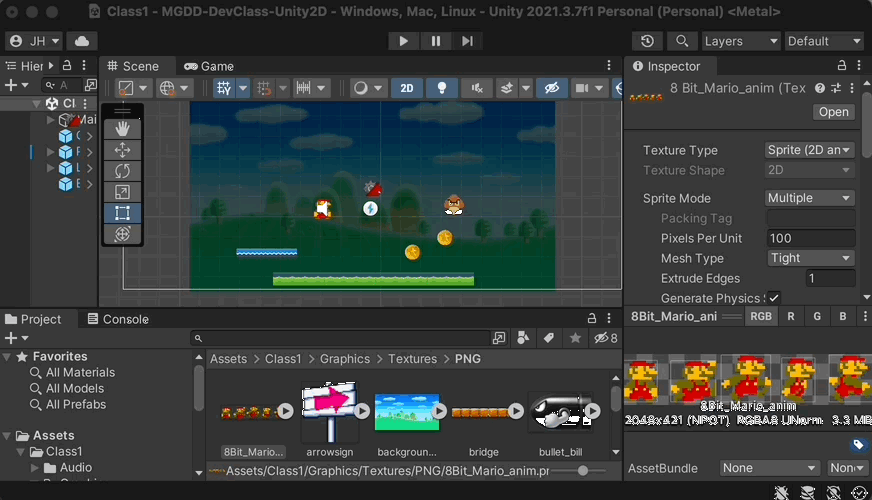 Class1 - MGDD-DevClass-Unity2D - Windows, Mac, Linux - Unity 2021.3.7f1 Personal (Personal) <Metal>
JH
Layers
Default
Hier
Scene
Game
Inspector
2D
Cl
Mai
8 Bit_Mario_anim (Tex
Open
Texture Type
Sprite (2D an
Texture Shape
2D
Sprite Mode
Multiple
Packing Tag
Pixels Per Unit
100
Mesh Type
Tight
Extrude Edges
1
Generate Physics
Project
Console
8Bit_Mario_ani
RGB
R
G
B
8
Favorites
All Materials
All Models
All Prefabs
Assets
Class1
Audio
Assets > Class1 > Graphics > Textures > PNG
8Bit_Mario...
arrowsign
backgroun...
bridge
bullet_bill
Assets/Class1/Graphics/Textures/PNG/8Bit_Mario_anim.pr
8Bit_Mario_anim
2048x421 (NPOT) RGBA8 UNorm 3.3 MB
AssetBundle
None
Non